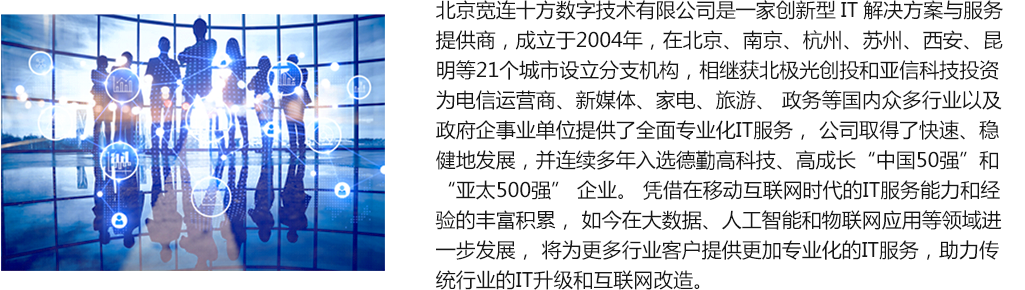 北京宽连十方数字技术有限公司是一家创新型 IT 解决方案与服务
提供商，成立于2004年，在北京、南京、杭州、苏州、西安、昆
明等21个城市设立分支机构，相继获北极光创投和亚信科技投资
为电信运营商、新媒体、家电、旅游、 政务等国内众多行业以及
政府企事业单位提供了全面专业化IT服务， 公司取得了快速、稳
健地发展，并连续多年入选德勤高科技、高成长“中国50强”和
“亚太500强” 企业。 凭借在移动互联网时代的IT服务能力和经
验的丰富积累， 如今在大数据、人工智能和物联网应用等领域进
一步发展， 将为更多行业客户提供更加专业化的IT服务，助力传
统行业的IT升级和互联网改造。